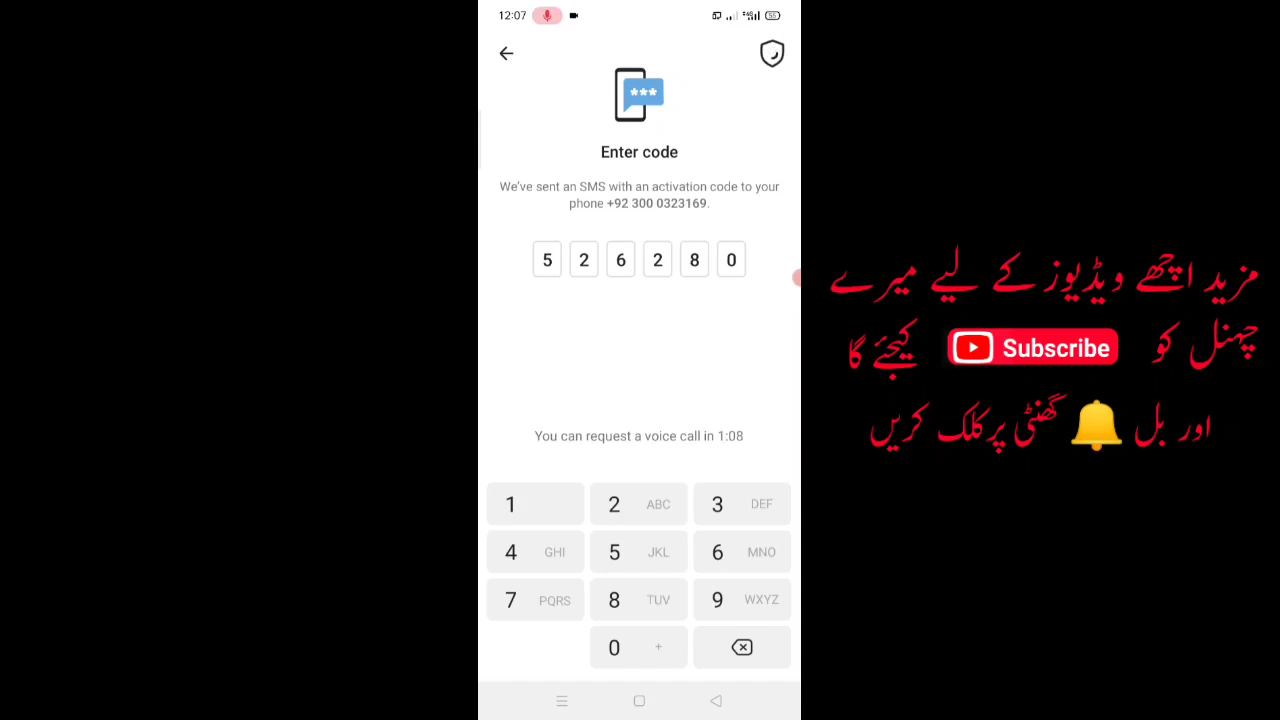 12:07
55
***
Enter code
We've sent an SMS with an activation code to your
phone +92 300 0323169.
5 2 6 2 8 0
You can request a voice call in 1:08
1
2 ABC
3 DEF
4 GHI
5 JKL
6 MNO
7 PQRS
8 TUV
9 WXYZ
0 +
مزید اچھے ویڈیوز کے لیے میرے
چہنل کو Subscribe کیجئے گا
اور بل گھنٹی پر کلک کریں